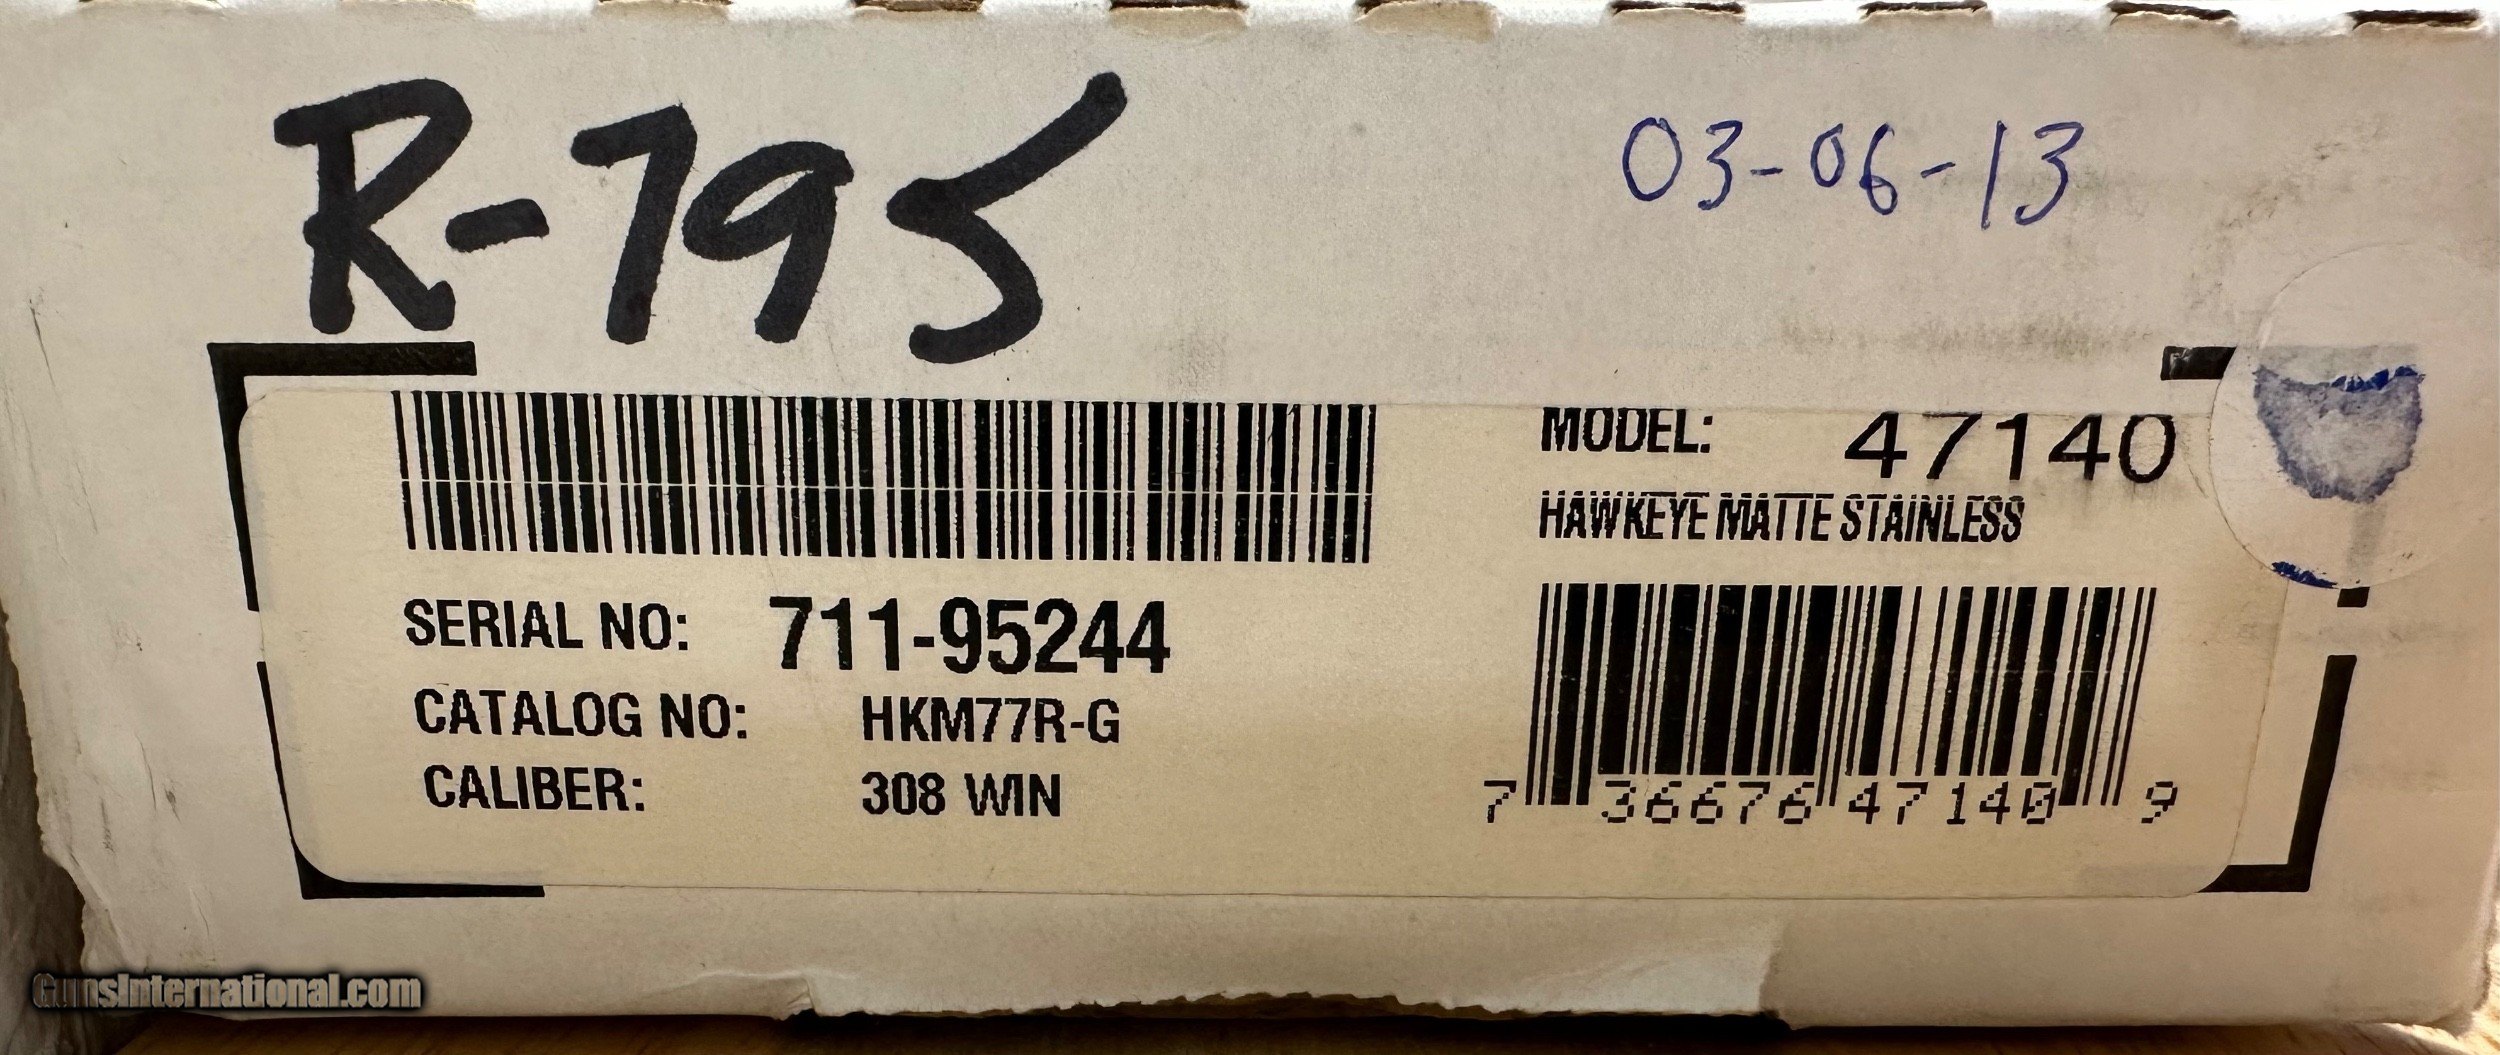 R-795
03-06-13
MODEL: 47140
HAWKEYE MATTE STAINLESS
SERIAL NO: 711-95244
CATALOG NO: HKM77R-G
CALIBER: 308 WIN
7 36676 47140 9
GunsInternational.com